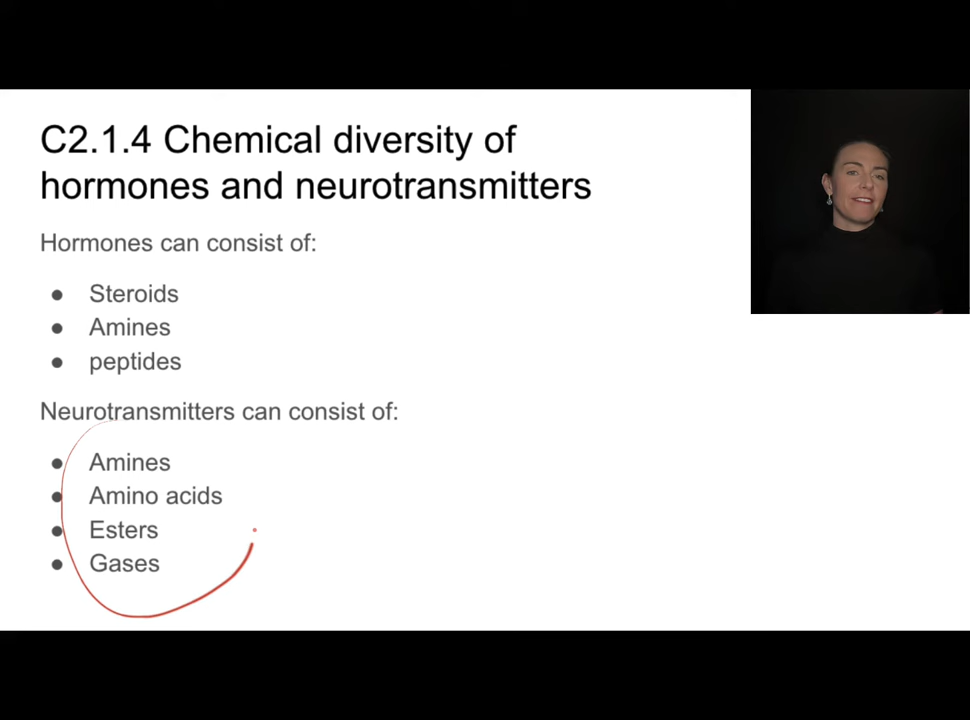 C2.1.4 Chemical diversity of
hormones and neurotransmitters
Hormones can consist of:
● Steroids
● Amines
● peptides
Neurotransmitters can consist of:
● Amines
● Amino acids
● Esters
● Gases